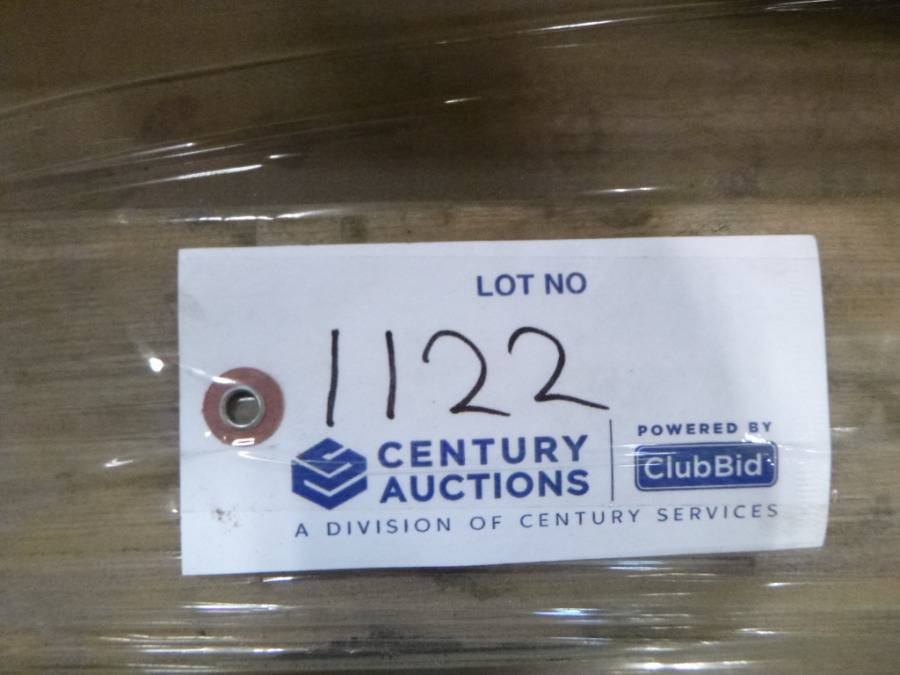 LOT NO
1122
CENTURY
AUCTIONS
POWERED BY
ClubBid
A DIVISION OF CENTURY SERVICES